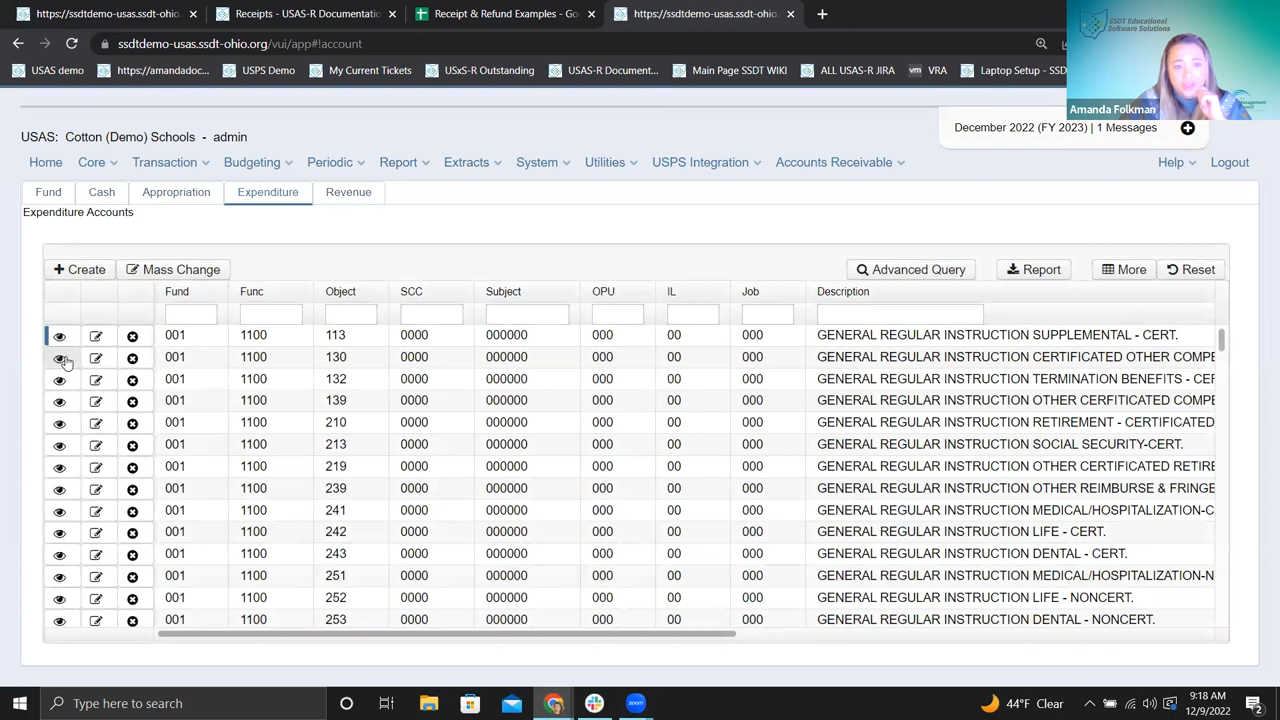 https://ssdtdemo-usas.ssdt-ohio.
Receipts - USAS-R Documentatio
Receipt & Refund Examples - Go
https://ssdtdemo-usas.ssdt-ohio.
ssdtdemo-usas.ssdt-ohio.org/vui/app#!account
USAS demo
https://amandadoc...
USPS Demo
My Current Tickets
USxS-R Outstanding
USAS-R Document...
Main Page SSDT WIKI
ALL USAS-R JIRA
VRA
Laptop Setup - SSD
SSDT Educational
Software Solutions
Amanda Folkman
USAS: Cotton (Demo) Schools - admin
December 2022 (FY 2023) | 1 Messages
Home Core Transaction Budgeting Periodic Report Extracts System Utilities USPS Integration Accounts Receivable Help Logout
Fund Cash Appropriation Expenditure Revenue
Expenditure Accounts
Create Mass Change Advanced Query Report More Reset
Fund Func Object SCC Subject OPU IL Job Description
001 1100 113 0000 000000 000 00 000 GENERAL REGULAR INSTRUCTION SUPPLEMENTAL - CERT.
001 1100 130 0000 000000 000 00 000 GENERAL REGULAR INSTRUCTION CERTIFICATED OTHER COMPE
001 1100 132 0000 000000 000 00 000 GENERAL REGULAR INSTRUCTION TERMINATION BENEFITS - CER
001 1100 139 0000 000000 000 00 000 GENERAL REGULAR INSTRUCTION OTHER CERFITICATED COMPE
001 1100 210 0000 000000 000 00 000 GENERAL REGULAR INSTRUCTION RETIREMENT - CERTIFICATED
001 1100 213 0000 000000 000 00 000 GENERAL REGULAR INSTRUCTION SOCIAL SECURITY-CERT.
001 1100 219 0000 000000 000 00 000 GENERAL REGULAR INSTRUCTION OTHER CERTIFICATED RETIRE
001 1100 239 0000 000000 000 00 000 GENERAL REGULAR INSTRUCTION OTHER REIMBURSE & FRINGE
001 1100 241 0000 000000 000 00 000 GENERAL REGULAR INSTRUCTION MEDICAL/HOSPITALIZATION-C
001 1100 242 0000 000000 000 00 000 GENERAL REGULAR INSTRUCTION LIFE - CERT.
001 1100 243 0000 000000 000 00 000 GENERAL REGULAR INSTRUCTION DENTAL - CERT.
001 1100 251 0000 000000 000 00 000 GENERAL REGULAR INSTRUCTION MEDICAL/HOSPITALIZATION-N
001 1100 252 0000 000000 000 00 000 GENERAL REGULAR INSTRUCTION LIFE - NONCERT.
001 1100 253 0000 000000 000 00 000 GENERAL REGULAR INSTRUCTION DENTAL - NONCERT.
Type here to search
44°F Clear
9:18 AM
12/9/2022
2